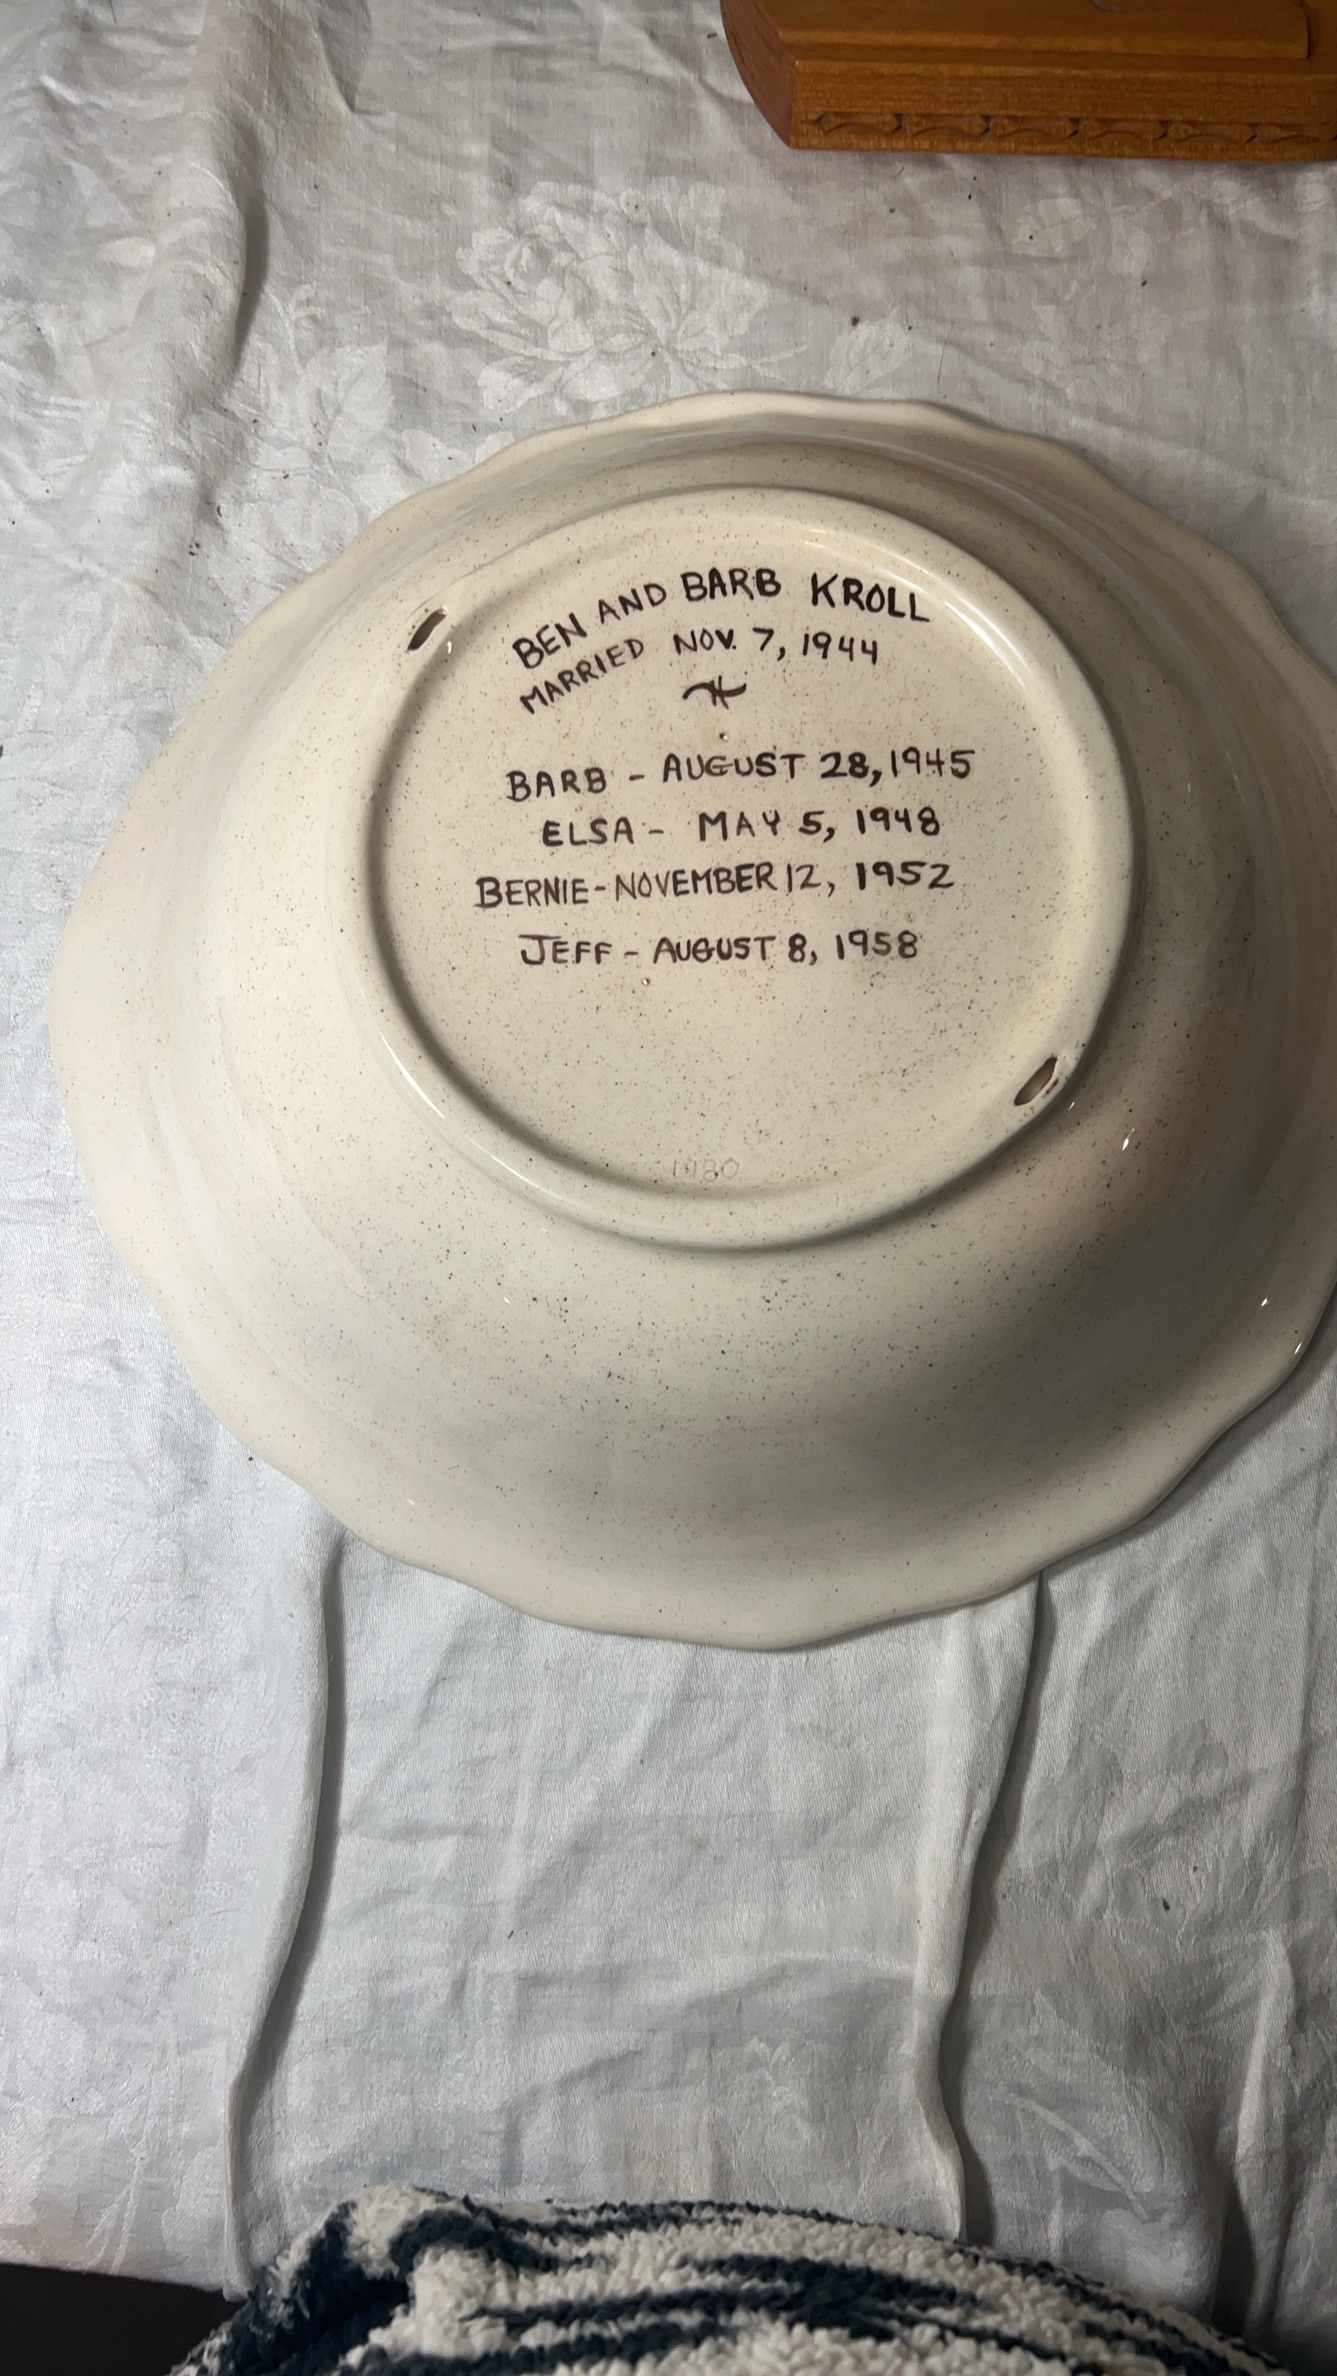 BEN AND BARB KROLL
MARRIED NOV. 7, 1944
BARB - AUGUST 28, 1945
ELSA - MAY 5, 1948
BERNIE - NOVEMBER 12, 1952
JEFF - AUGUST 8, 1958
1980